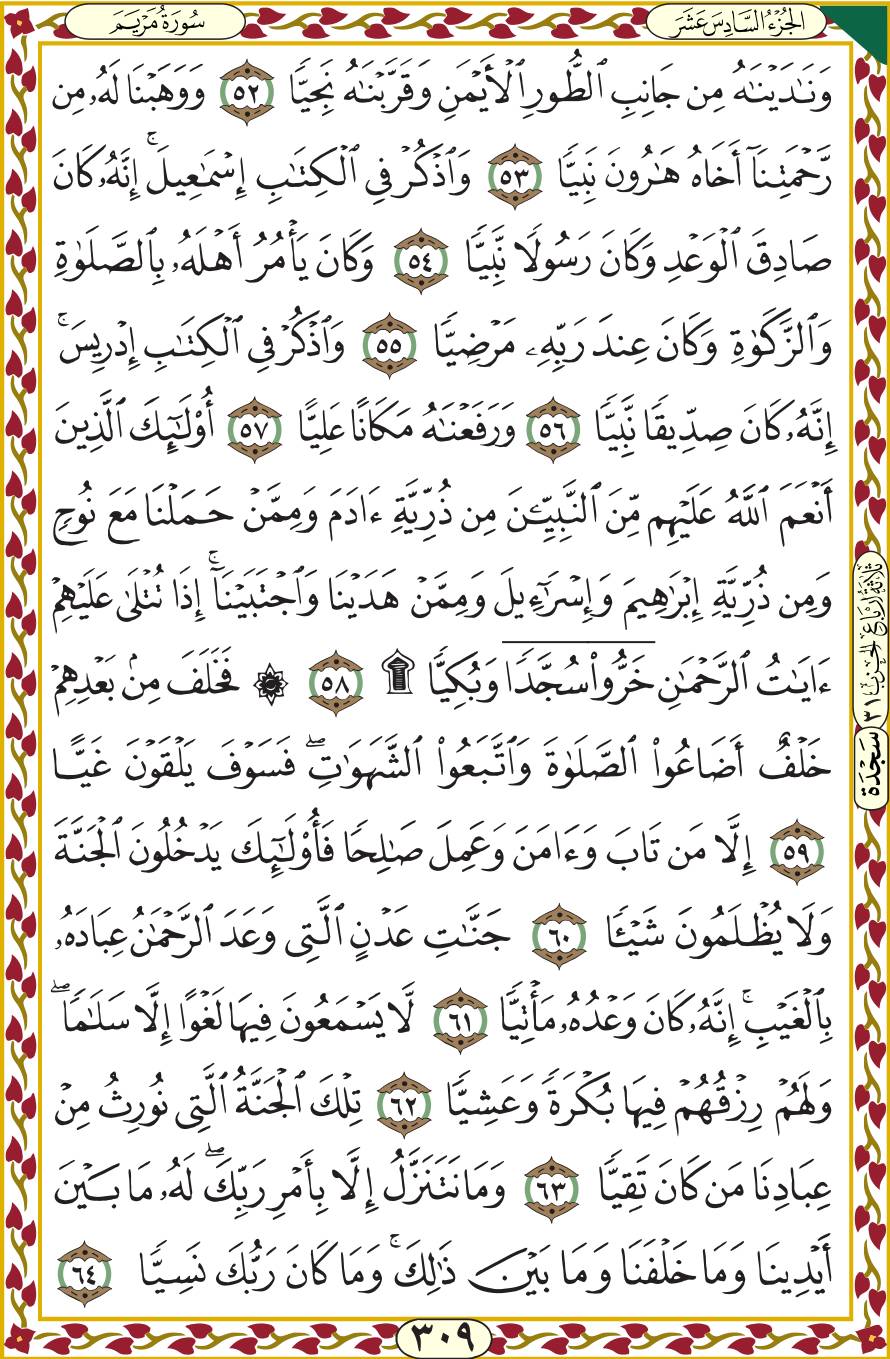 الجُزْءُ السَّادِسَ عَشَرَ
سُورَةُ مَرْيَمَ
وَنَٰدَيْنَٰهُ مِن جَانِبِ ٱلطُّورِ ٱلْأَيْمَنِ وَقَرَّبْنَٰهُ نَجِيًّا ٥٢ وَوَهَبْنَا لَهُۥ مِن
رَّحْمَتِنَآ أَخَاهُ هَٰرُونَ نَبِيًّا ٥٣ وَٱذْكُرْ فِى ٱلْكِتَٰبِ إِسْمَٰعِيلَ ۚ إِنَّهُۥ كَانَ
صَادِقَ ٱلْوَعْدِ وَكَانَ رَسُولًا نَّبِيًّا ٥٤ وَكَانَ يَأْمُرُ أَهْلَهُۥ بِٱلصَّلَوٰةِ
وَٱلزَّكَوٰةِ وَكَانَ عِندَ رَبِّهِۦ مَرْضِيًّا ٥٥ وَٱذْكُرْ فِى ٱلْكِتَٰبِ إِدْرِيسَ ۚ
إِنَّهُۥ كَانَ صِدِّيقًا نَّبِيًّا ٥٦ وَرَفَعْنَٰهُ مَكَانًا عَلِيًّا ٥٧ أُو۟لَٰٓئِكَ ٱلَّذِينَ
أَنْعَمَ ٱللَّهُ عَلَيْهِم مِّنَ ٱلنَّبِيِّـۧنَ مِن ذُرِّيَّةِ ءَادَمَ وَمِمَّنْ حَمَلْنَا مَعَ نُوحٍ
وَمِن ذُرِّيَّةِ إِبْرَٰهِيمَ وَإِسْرَٰٓءِيلَ وَمِمَّنْ هَدَيْنَا وَٱجْتَبَيْنَآ ۚ إِذَا تُتْلَىٰ عَلَيْهِمْ
ءَايَٰتُ ٱلرَّحْمَٰنِ خَرُّوا۟ سُجَّدًا وَبُكِيًّا ۩ ٥٨ ۞ فَخَلَفَ مِنۢ بَعْدِهِمْ
خَلْفٌ أَضَاعُوا۟ ٱلصَّلَوٰةَ وَٱتَّبَعُوا۟ ٱلشَّهَوَٰتِ ۖ فَسَوْفَ يَلْقَوْنَ غَيًّا
٥٩ إِلَّا مَن تَابَ وَءَامَنَ وَعَمِلَ صَٰلِحًا فَأُو۟لَٰٓئِكَ يَدْخُلُونَ ٱلْجَنَّةَ
وَلَا يُظْلَمُونَ شَيْـًٔا ٦٠ جَنَّٰتِ عَدْنٍ ٱلَّتِى وَعَدَ ٱلرَّحْمَٰنُ عِبَادَهُۥ
بِٱلْغَيْبِ ۚ إِنَّهُۥ كَانَ وَعْدُهُۥ مَأْتِيًّا ٦١ لَّا يَسْمَعُونَ فِيهَا لَغْوًا إِلَّا سَلَٰمًا ۖ
وَلَهُمْ رِزْقُهُمْ فِيهَا بُكْرَةً وَعَشِيًّا ٦٢ تِلْكَ ٱلْجَنَّةُ ٱلَّتِى نُورِثُ مِنْ
عِبَادِنَا مَن كَانَ تَقِيًّا ٦٣ وَمَا نَتَنَزَّلُ إِلَّا بِأَمْرِ رَبِّكَ ۖ لَهُۥ مَا بَيْنَ
أَيْدِينَا وَمَا خَلْفَنَا وَمَا بَيْنَ ذَٰلِكَ ۚ وَمَا كَانَ رَبُّكَ نَسِيًّا ٦٤
ثلاثة أرباع الحزب ٣١
سَجْدَة
٣٠٩